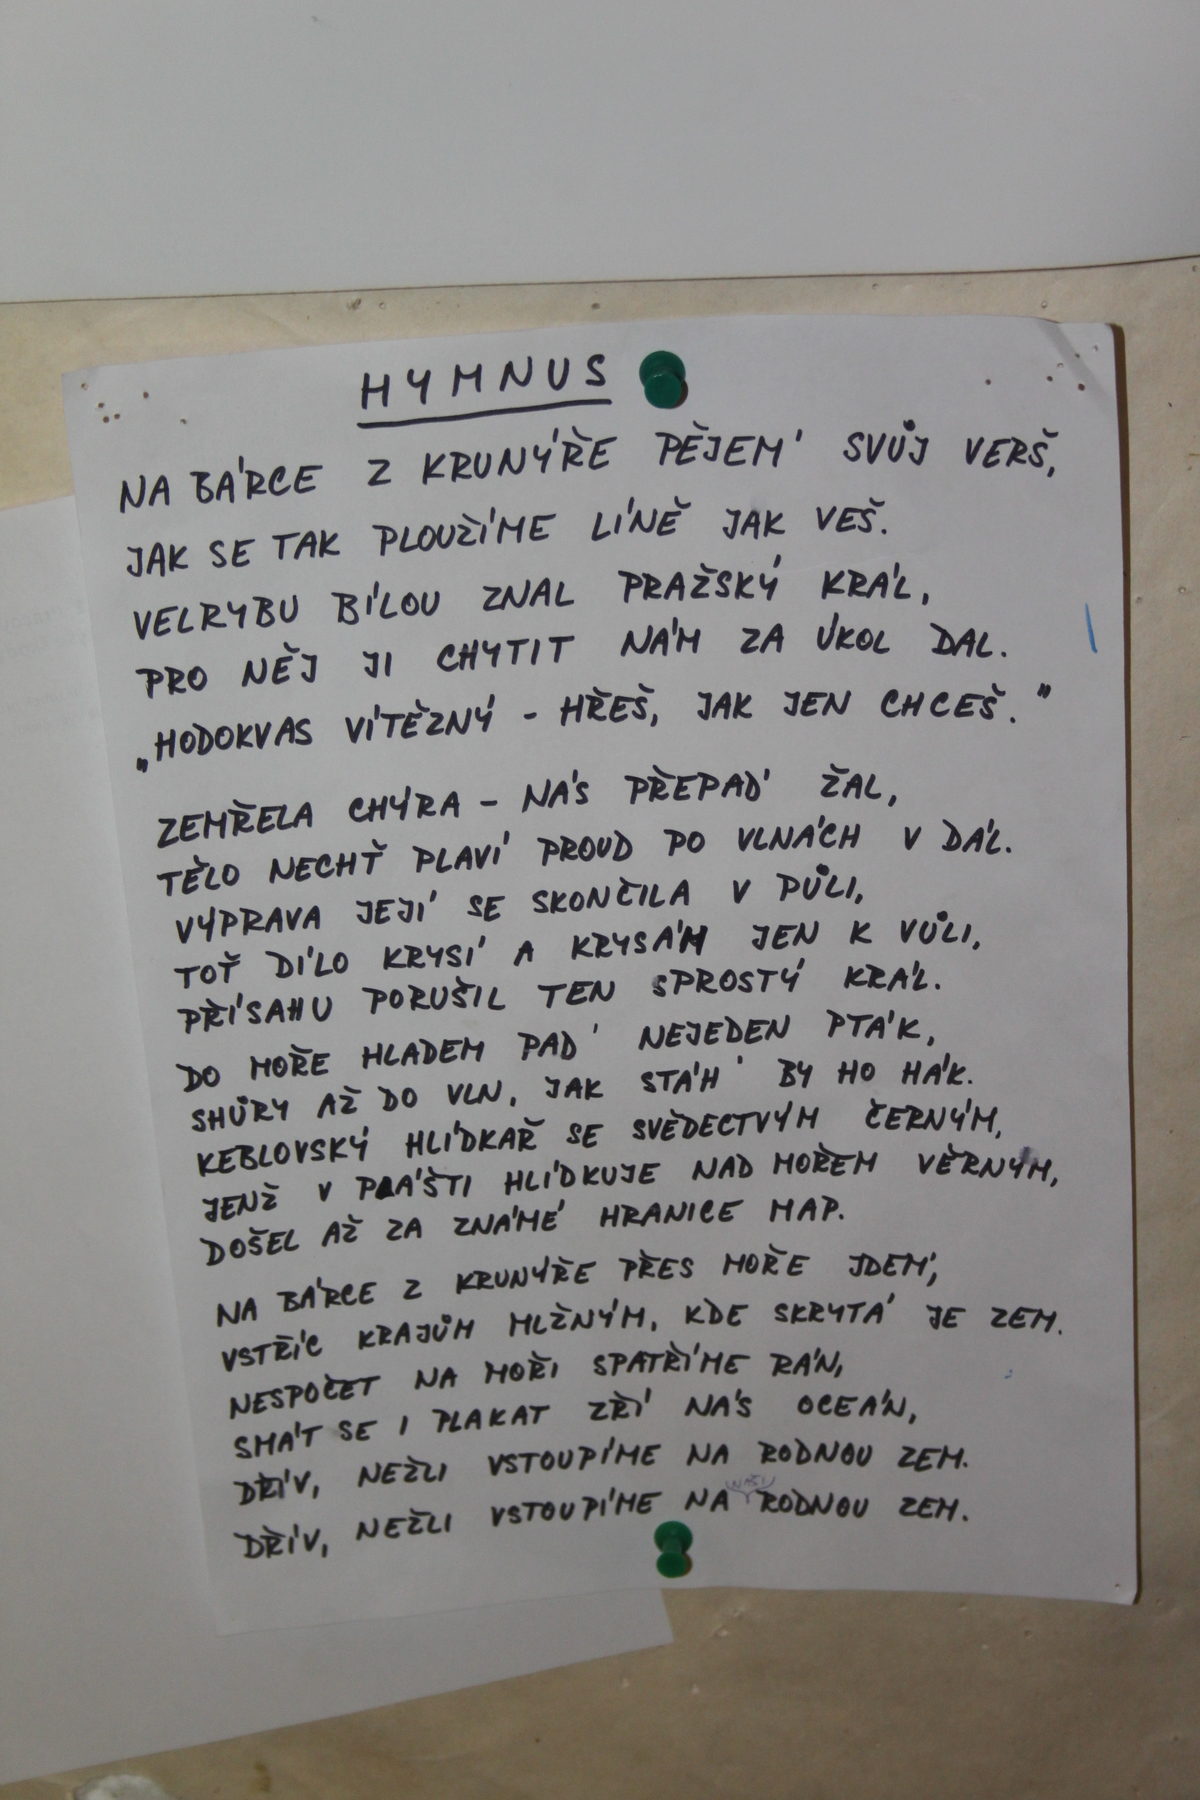 HYMNUS
NA BÁRCE Z KRUNÝŘE PĚJEM' SVŮJ VERŠ,
JAK SE TAK PLOUŽÍME LÍNĚ JAK VEŠ.
VELRYBU BÍLOU ZNAL PRAŽSKÝ KRÁL,
PRO NĚJ JI CHYTIT NÁM ZA ÚKOL DAL.
„HODOKVAS VÍTĚZNÝ - HŘEŠ, JAK JEN CHCEŠ."
ZEMŘELA CHÝRA - NÁS PŘEPAD' ŽAL,
TĚLO NECHŤ PLAVÍ PROUD PO VLNÁCH V DÁL.
VÝPRAVA JEJÍ SE SKONČILA V PŮLI,
TOŤ DÍLO KRYSÍ A KRYSÁM JEN K VŮLI,
PŘÍSAHU PORUŠIL TEN SPROSTÝ KRÁL.
DO MOŘE HLADEM PAD' NEJEDEN PTÁK,
SHŮRY AŽ DO VLN, JAK STÁH' BY HO HÁK.
KEBLOVSKÝ HLÍDKAŘ SE SVĚDECTVÝM ČERNÝM,
JENŽ V PLÁŠTI HLÍDKUJE NAD MOŘEM VĚRNÝM,
DOŠEL AŽ ZA ZNÁMÉ HRANICE MAP.
NA BÁRCE Z KRUNÝŘE PŘES MOŘE JDEM',
VSTŘÍC KRAJŮM MLŽNÝM, KDE SKRYTÁ JE ZEM.
NESPOČET NA MOŘI SPATŘÍME RÁN,
SMÁT SE I PLAKAT ZŘÍ NÁS OCEÁN,
DŘÍV, NEŽLI VSTOUPÍME NA RODNOU ZEM.
DŘÍV, NEŽLI VSTOUPÍME NA NAŠI RODNOU ZEM.